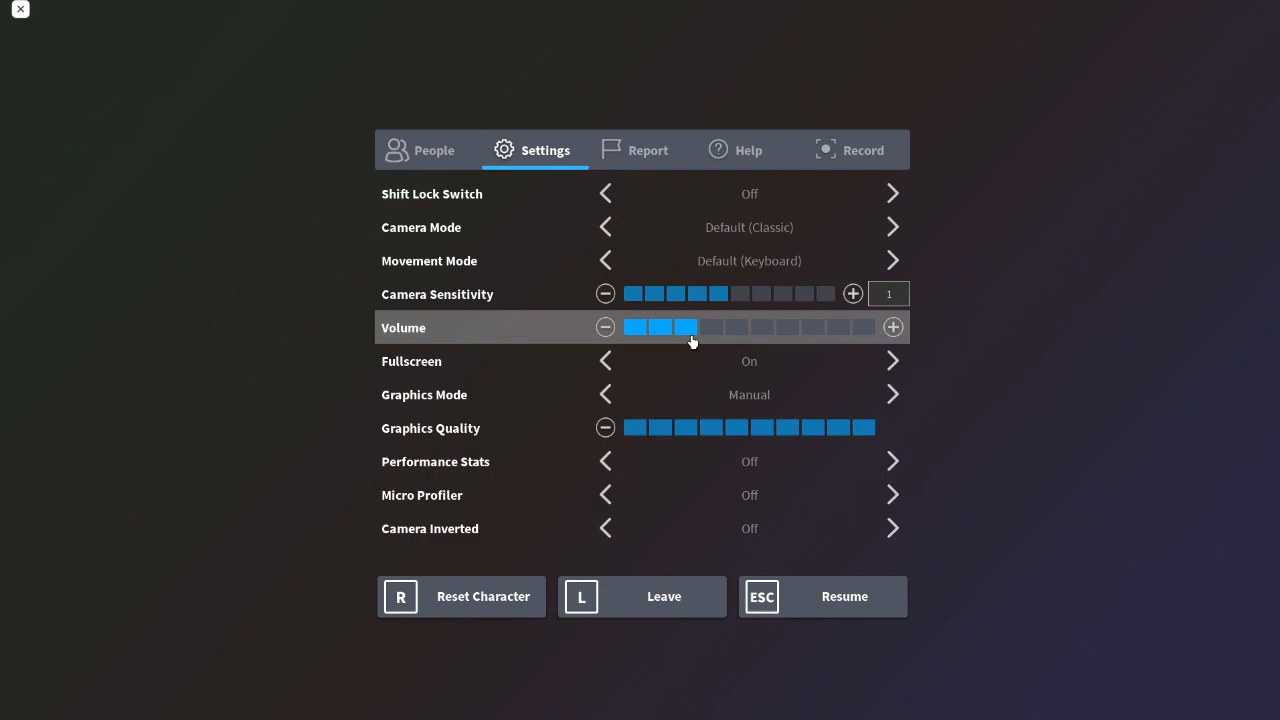 People Settings Report Help Record
Shift Lock Switch Off
Camera Mode Default (Classic)
Movement Mode Default (Keyboard)
Camera Sensitivity 1
Volume
Fullscreen On
Graphics Mode Manual
Graphics Quality
Performance Stats Off
Micro Profiler Off
Camera Inverted Off
R Reset Character L Leave ESC Resume